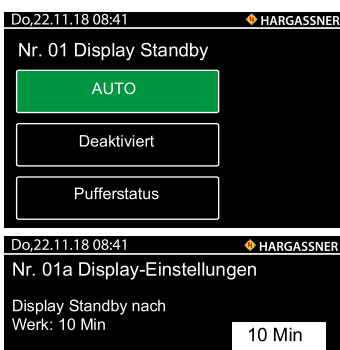 Do,22.11.18 08:41 HARGASSNER
Nr. 01 Display Standby
AUTO
Deaktiviert
Pufferstatus
Do,22.11.18 08:41 HARGASSNER
Nr. 01a Display-Einstellungen
Display Standby nach
Werk: 10 Min
10 Min